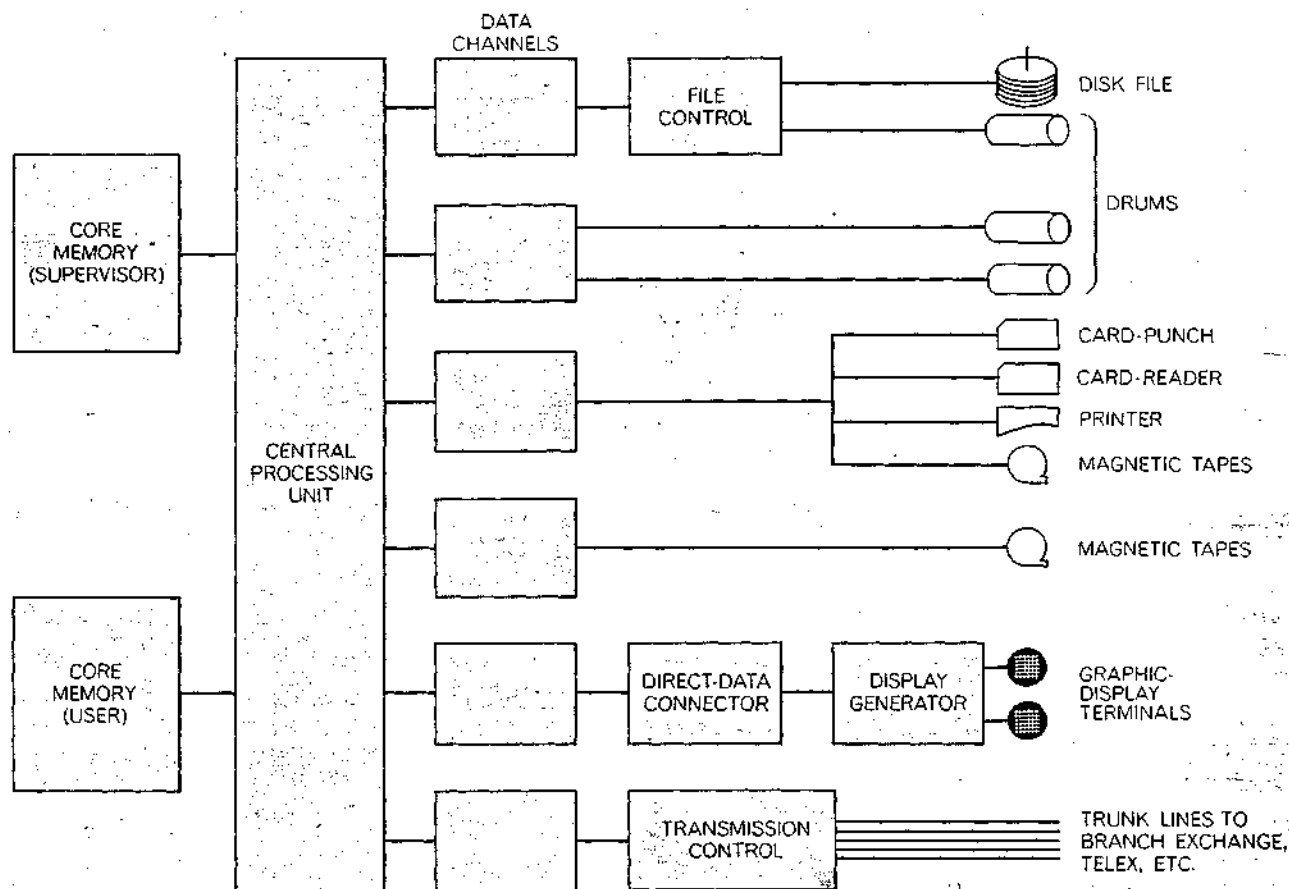 DATA
CHANNELS
FILE
CONTROL
DISK FILE
DRUMS
CORE
MEMORY
(SUPERVISOR)
CARD-PUNCH
CARD-READER
PRINTER
MAGNETIC TAPES
CENTRAL
PROCESSING
UNIT
MAGNETIC TAPES
CORE
MEMORY
(USER)
DIRECT-DATA
CONNECTOR
DISPLAY
GENERATOR
GRAPHIC-
DISPLAY
TERMINALS
TRANSMISSION
CONTROL
TRUNK LINES TO
BRANCH EXCHANGE,
TELEX, ETC.